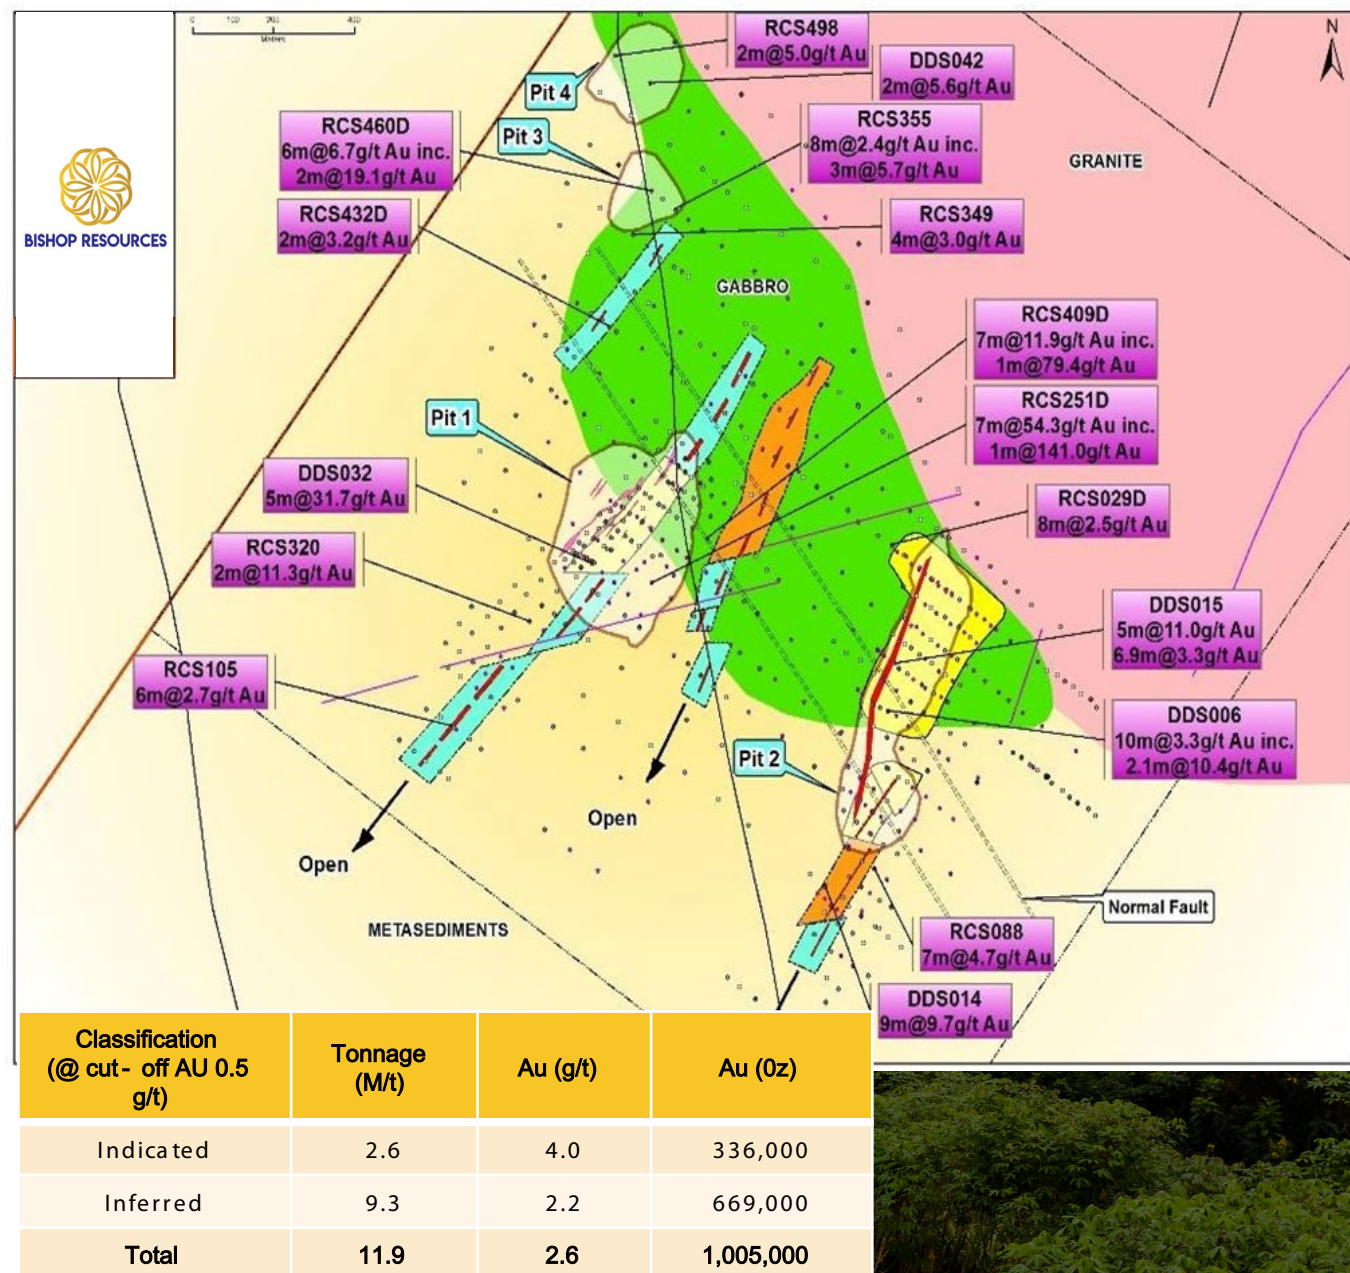 0 100 200 400
Meters
N
RCS498
2m@5.0g/t Au
DDS042
2m@5.6g/t Au
Pit 4
RCS460D
6m@6.7g/t Au inc.
2m@19.1g/t Au
Pit 3
RCS355
8m@2.4g/t Au inc.
3m@5.7g/t Au
GRANITE
BISHOP RESOURCES
RCS432D
2m@3.2g/t Au
RCS349
4m@3.0g/t Au
GABBRO
RCS409D
7m@11.9g/t Au inc.
1m@79.4g/t Au
Pit 1
RCS251D
7m@54.3g/t Au inc.
1m@141.0g/t Au
DDS032
5m@31.7g/t Au
RCS029D
8m@2.5g/t Au
RCS320
2m@11.3g/t Au
DDS015
5m@11.0g/t Au
6.9m@3.3g/t Au
RCS105
6m@2.7g/t Au
DDS006
10m@3.3g/t Au inc.
2.1m@10.4g/t Au
Pit 2
Open
Open
Normal Fault
METASEDIMENTS
RCS088
7m@4.7g/t Au
DDS014
9m@9.7g/t Au
Classification (@ cut- off AU 0.5 g/t) Tonnage (M/t) Au (g/t) Au (0z)
Indicated 2.6 4.0 336,000
Inferred 9.3 2.2 669,000
Total 11.9 2.6 1,005,000